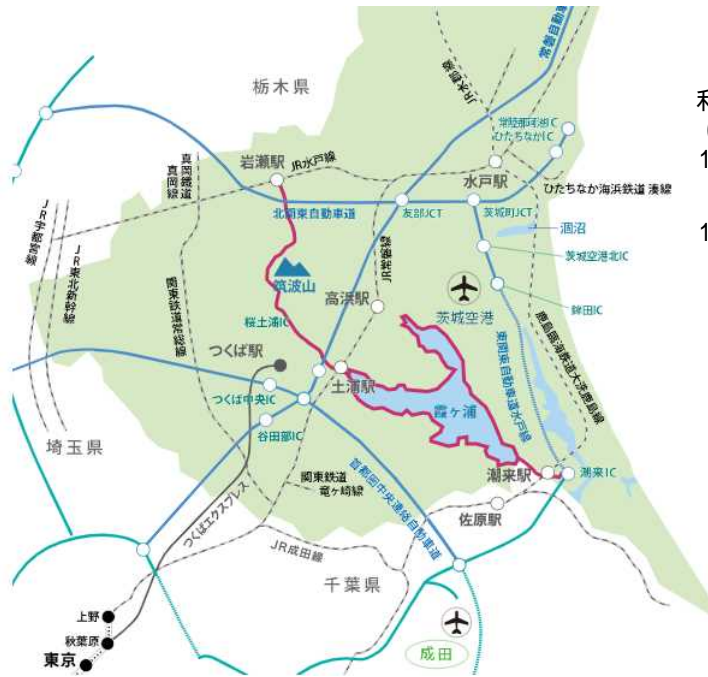 栃木県
常磐自動車
JR水郡線
常陸那珂港IC
ひたちなかIC
岩瀬駅
JR水戸線
真岡鐵道
真岡線
水戸駅
ひたちなか海浜鉄道 湊線
北関東自動車道
友部JCT
茨城町JCT
涸沼
JR宇都宮線
JR東北新幹線
JR常磐線
茨城空港北IC
筑波山
高浜駅
茨城空港
鉾田IC
関東鉄道常総線
桜土浦IC
鹿島臨海鉄道大洗鹿島線
東関東自動車道水戸線
つくば駅
土浦駅
つくば中央IC
霞ヶ浦
谷田部IC
埼玉県
潮来駅
潮来IC
関東鉄道
竜ヶ崎線
首都圏中央連絡自動車道
佐原駅
つくばエクスプレス
JR成田線
千葉県
上野
秋葉原
東京
成田